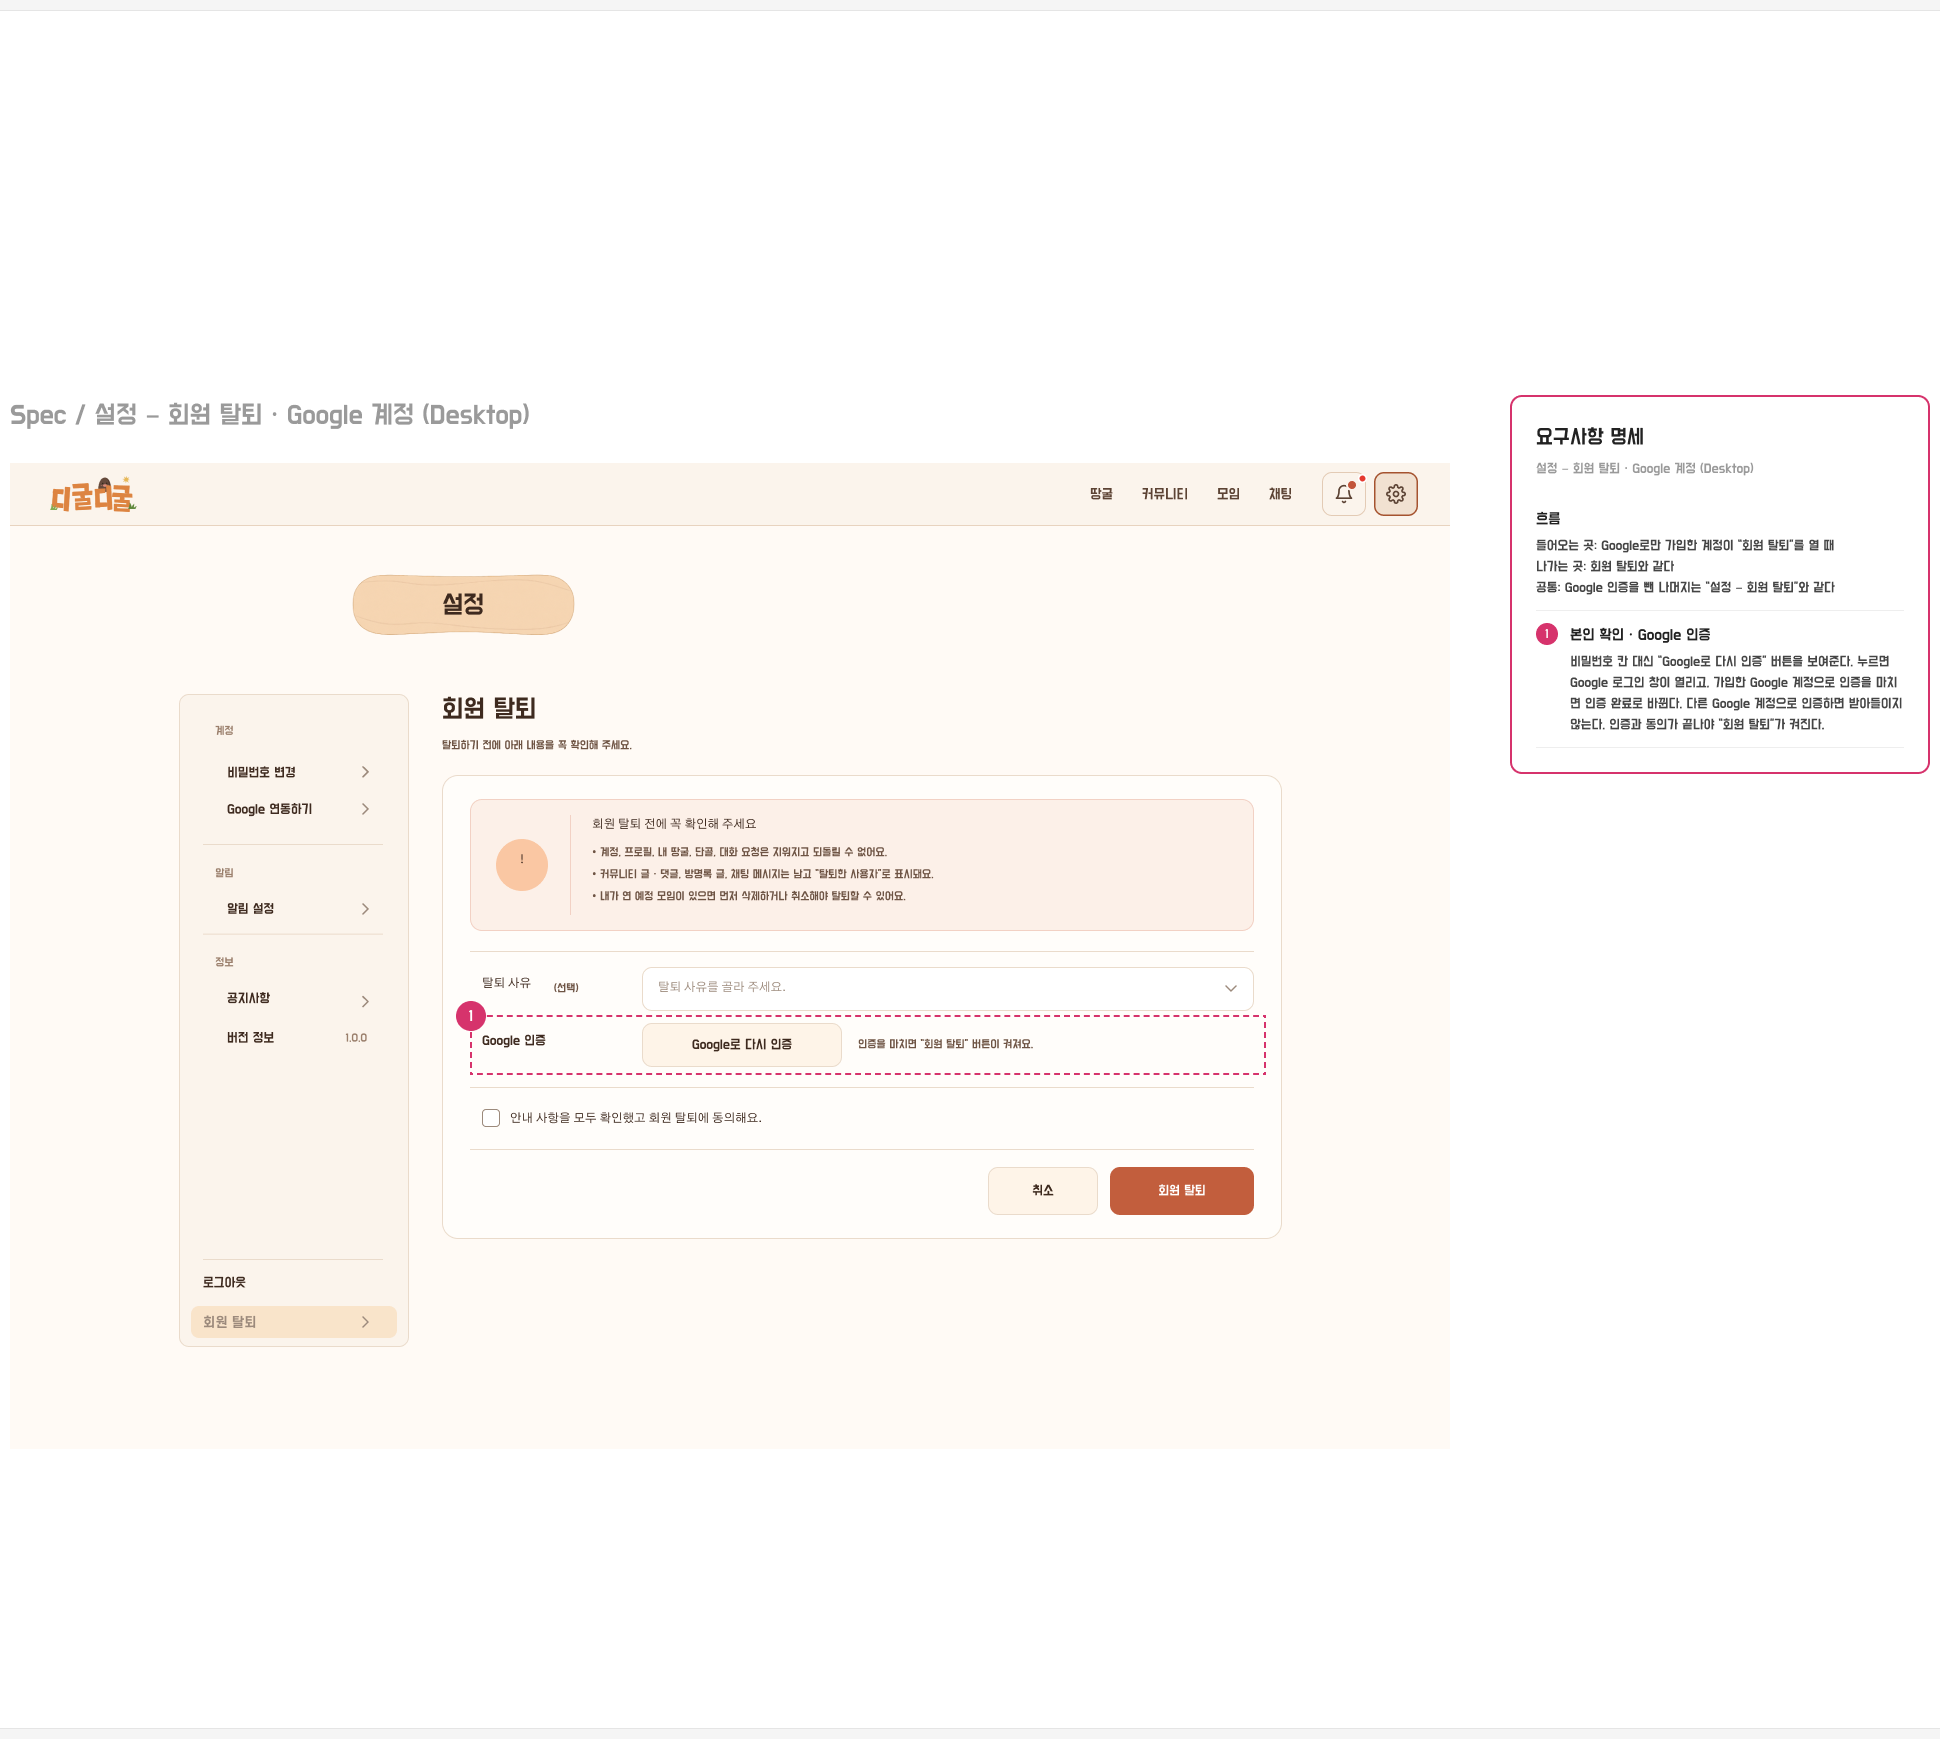 Spec / 설정 – 회원 탈퇴 · Google 계정 (Desktop)
디굴디굴
땅굴 커뮤니티 모임 채팅
설정
계정
비밀번호 변경
Google 연동하기
알림
알림 설정
정보
공지사항
버전 정보 1.0.0
로그아웃
회원 탈퇴
회원 탈퇴
탈퇴하기 전에 아래 내용을 꼭 확인해 주세요.
!
회원 탈퇴 전에 꼭 확인해 주세요
• 계정, 프로필, 내 땅굴, 단골, 대화 요청은 지워지고 되돌릴 수 없어요.
• 커뮤니티 글 · 댓글, 방명록 글, 채팅 메시지는 남고 "탈퇴한 사용자"로 표시돼요.
• 내가 연 예정 모임이 있으면 먼저 삭제하거나 취소해야 탈퇴할 수 있어요.
탈퇴 사유 (선택)
탈퇴 사유를 골라 주세요.
1
Google 인증
Google로 다시 인증
인증을 마치면 "회원 탈퇴" 버튼이 켜져요.
안내 사항을 모두 확인했고 회원 탈퇴에 동의해요.
취소
회원 탈퇴
요구사항 명세
설정 – 회원 탈퇴 · Google 계정 (Desktop)
흐름
들어오는 곳: Google로만 가입한 계정이 "회원 탈퇴"를 열 때
나가는 곳: 회원 탈퇴와 같다
공통: Google 인증을 뺀 나머지는 "설정 – 회원 탈퇴"와 같다
1 본인 확인 · Google 인증
비밀번호 칸 대신 "Google로 다시 인증" 버튼을 보여준다. 누르면
Google 로그인 창이 열리고, 가입한 Google 계정으로 인증을 마치
면 인증 완료로 바뀐다. 다른 Google 계정으로 인증하면 받아들이지
않는다. 인증과 동의가 끝나야 "회원 탈퇴"가 켜진다.